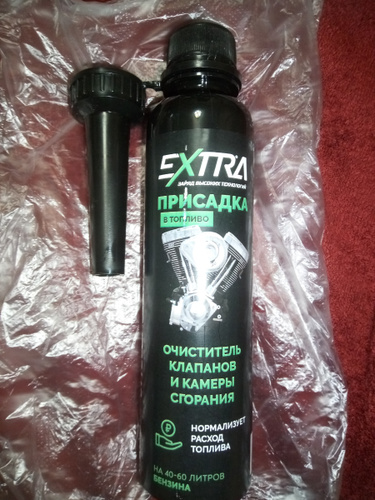 EXTRA
ЗАРЯД ВЫСОКИХ ТЕХНОЛОГИЙ
ПРИСАДКА
В ТОПЛИВО
ОЧИСТИТЕЛЬ
КЛАПАНОВ
И КАМЕРЫ
СГОРАНИЯ
₽
НОРМАЛИЗУЕТ
РАСХОД
ТОПЛИВА
НА 40-60 ЛИТРОВ
БЕНЗИНА